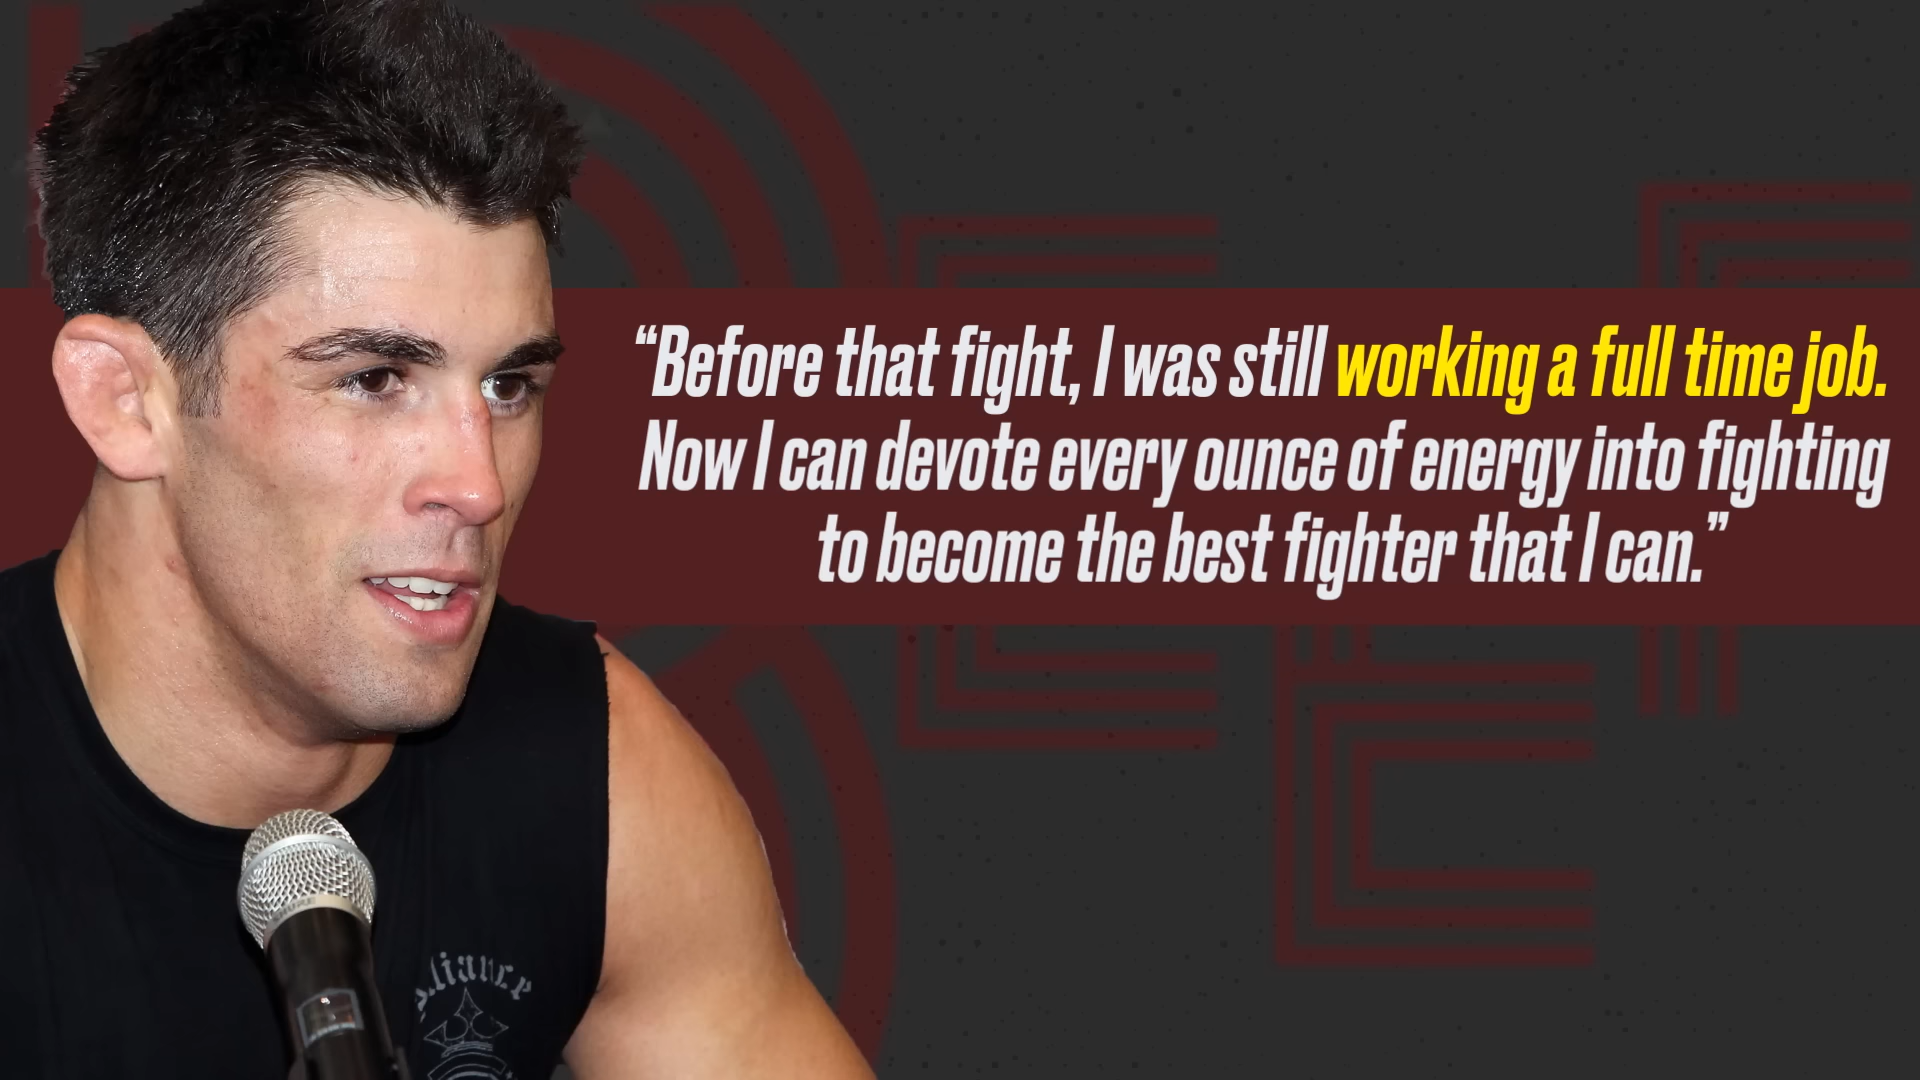 “Before that fight, I was still working a full time job.
Now I can devote every ounce of energy into fighting
to become the best fighter that I can.”
Alliance